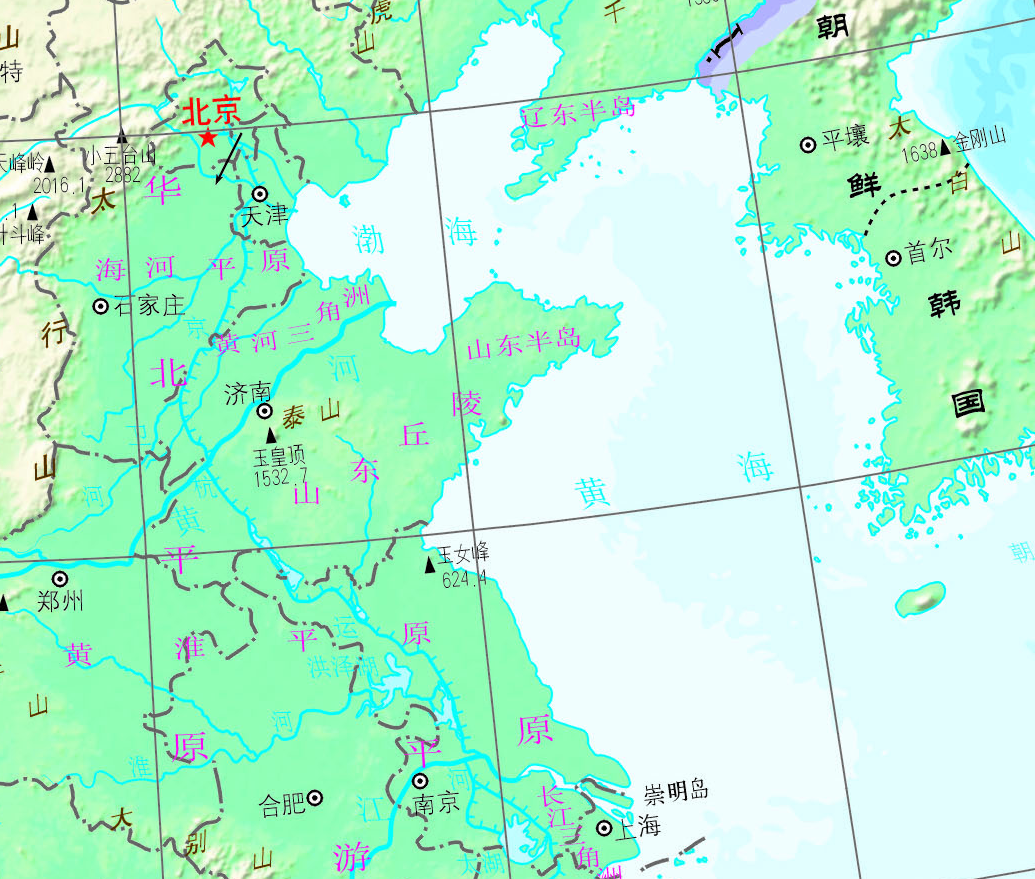 虎
山
千
朝
山
特
北京
辽东半岛
平壤
太
1638
金刚山
天峰岭
2016.1
小五台山
2882
太
华
天津
鲜
白
首尔
山
渤海
海河平原
石家庄
行
京
黄河三角洲
韩
国
山东半岛
北
河
济南
泰山
玉皇顶
1532.7
山东丘陵
卫
河
杭
黄
山
黄海
平
玉女峰
624.4
朝
郑州
黄淮平原
运
洪泽湖
山
河
淮
原
原
平
合肥
南京
河
大别山
江
长江三角洲
崇明岛
上海
太湖
游